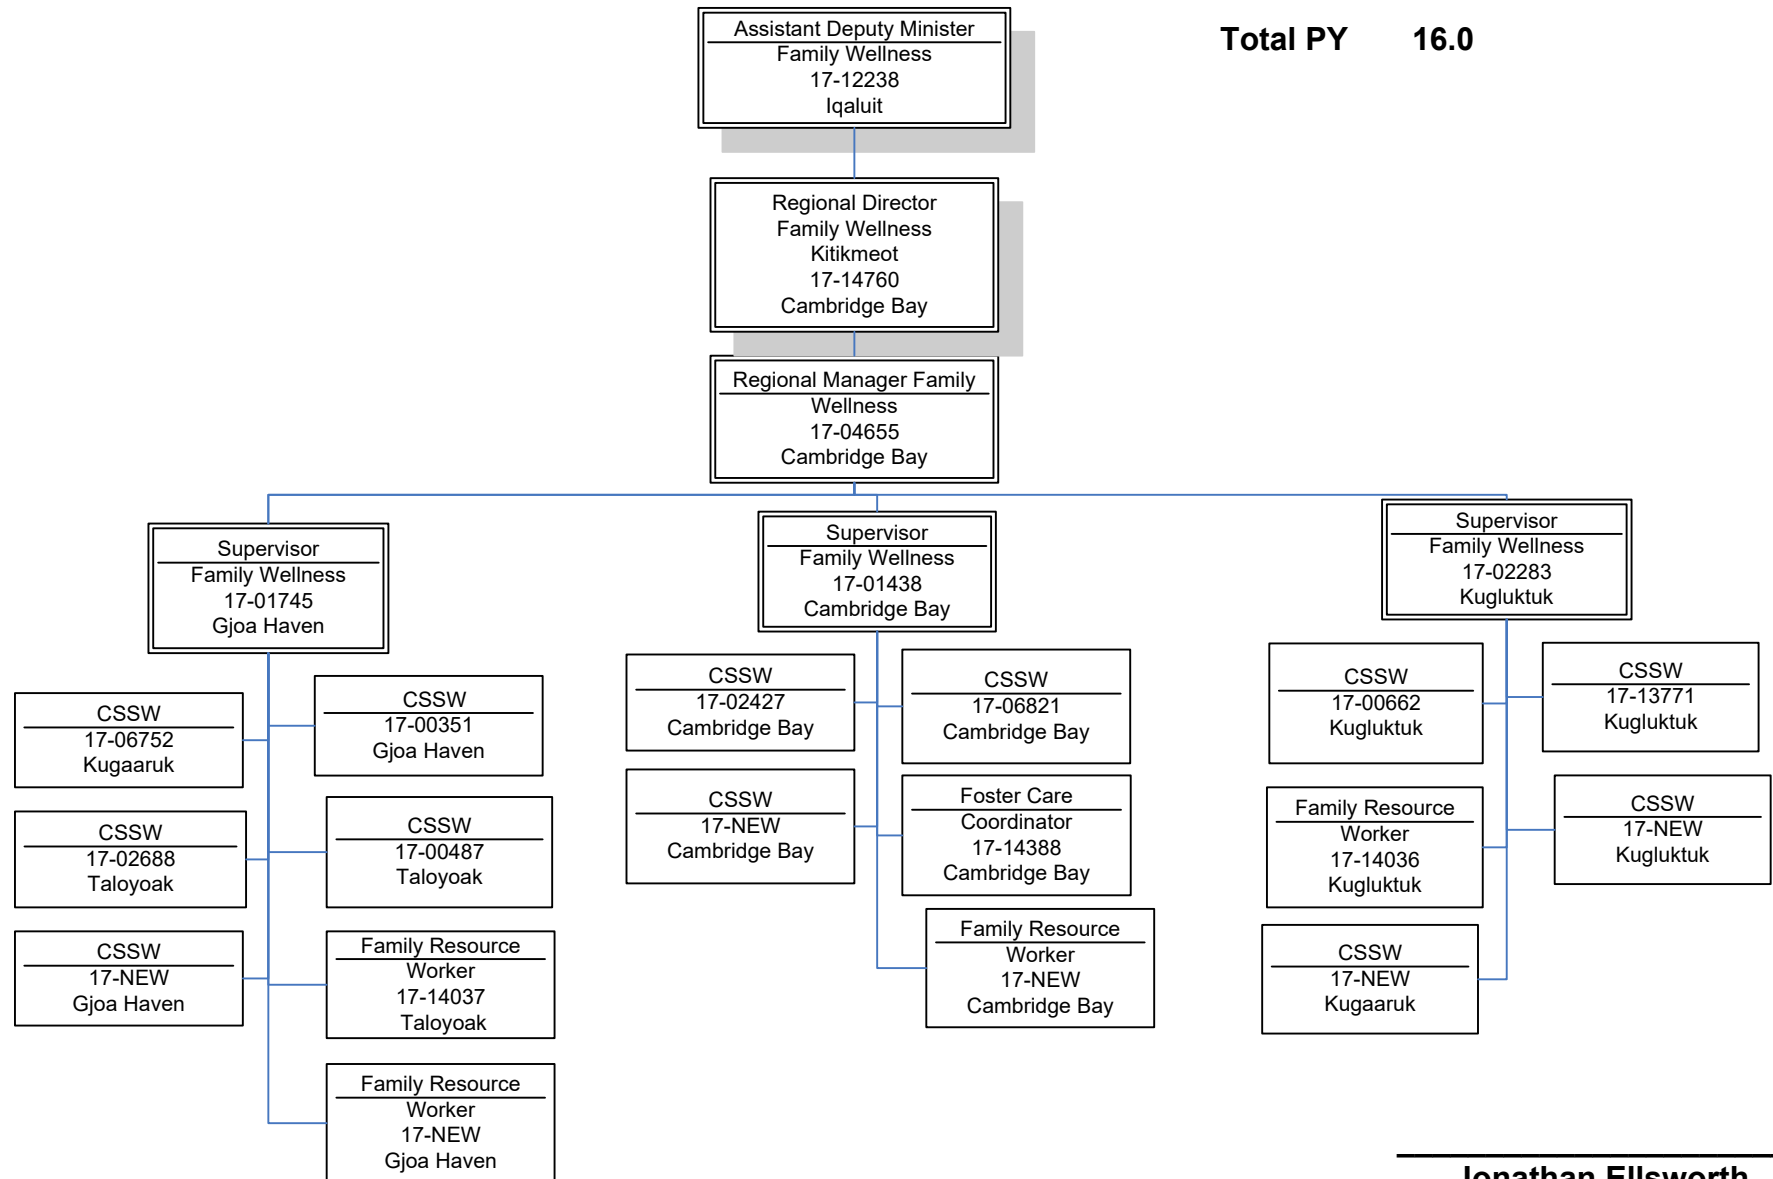 Total PY 16.0
Assistant Deputy Minister
Family Wellness
17-12238
Iqaluit
Regional Director
Family Wellness
Kitikmeot
17-14760
Cambridge Bay
Regional Manager Family
Wellness
17-04655
Cambridge Bay
Supervisor
Family Wellness
17-01745
Gjoa Haven
Supervisor
Family Wellness
17-01438
Cambridge Bay
Supervisor
Family Wellness
17-02283
Kugluktuk
CSSW
17-06752
Kugaaruk
CSSW
17-00351
Gjoa Haven
CSSW
17-02688
Taloyoak
CSSW
17-00487
Taloyoak
CSSW
17-NEW
Gjoa Haven
Family Resource
Worker
17-14037
Taloyoak
Family Resource
Worker
17-NEW
Gjoa Haven
CSSW
17-02427
Cambridge Bay
CSSW
17-06821
Cambridge Bay
CSSW
17-NEW
Cambridge Bay
Foster Care
Coordinator
17-14388
Cambridge Bay
Family Resource
Worker
17-NEW
Cambridge Bay
CSSW
17-00662
Kugluktuk
CSSW
17-13771
Kugluktuk
Family Resource
Worker
17-14036
Kugluktuk
CSSW
17-NEW
Kugluktuk
CSSW
17-NEW
Kugaaruk
Jonathan Ellsworth